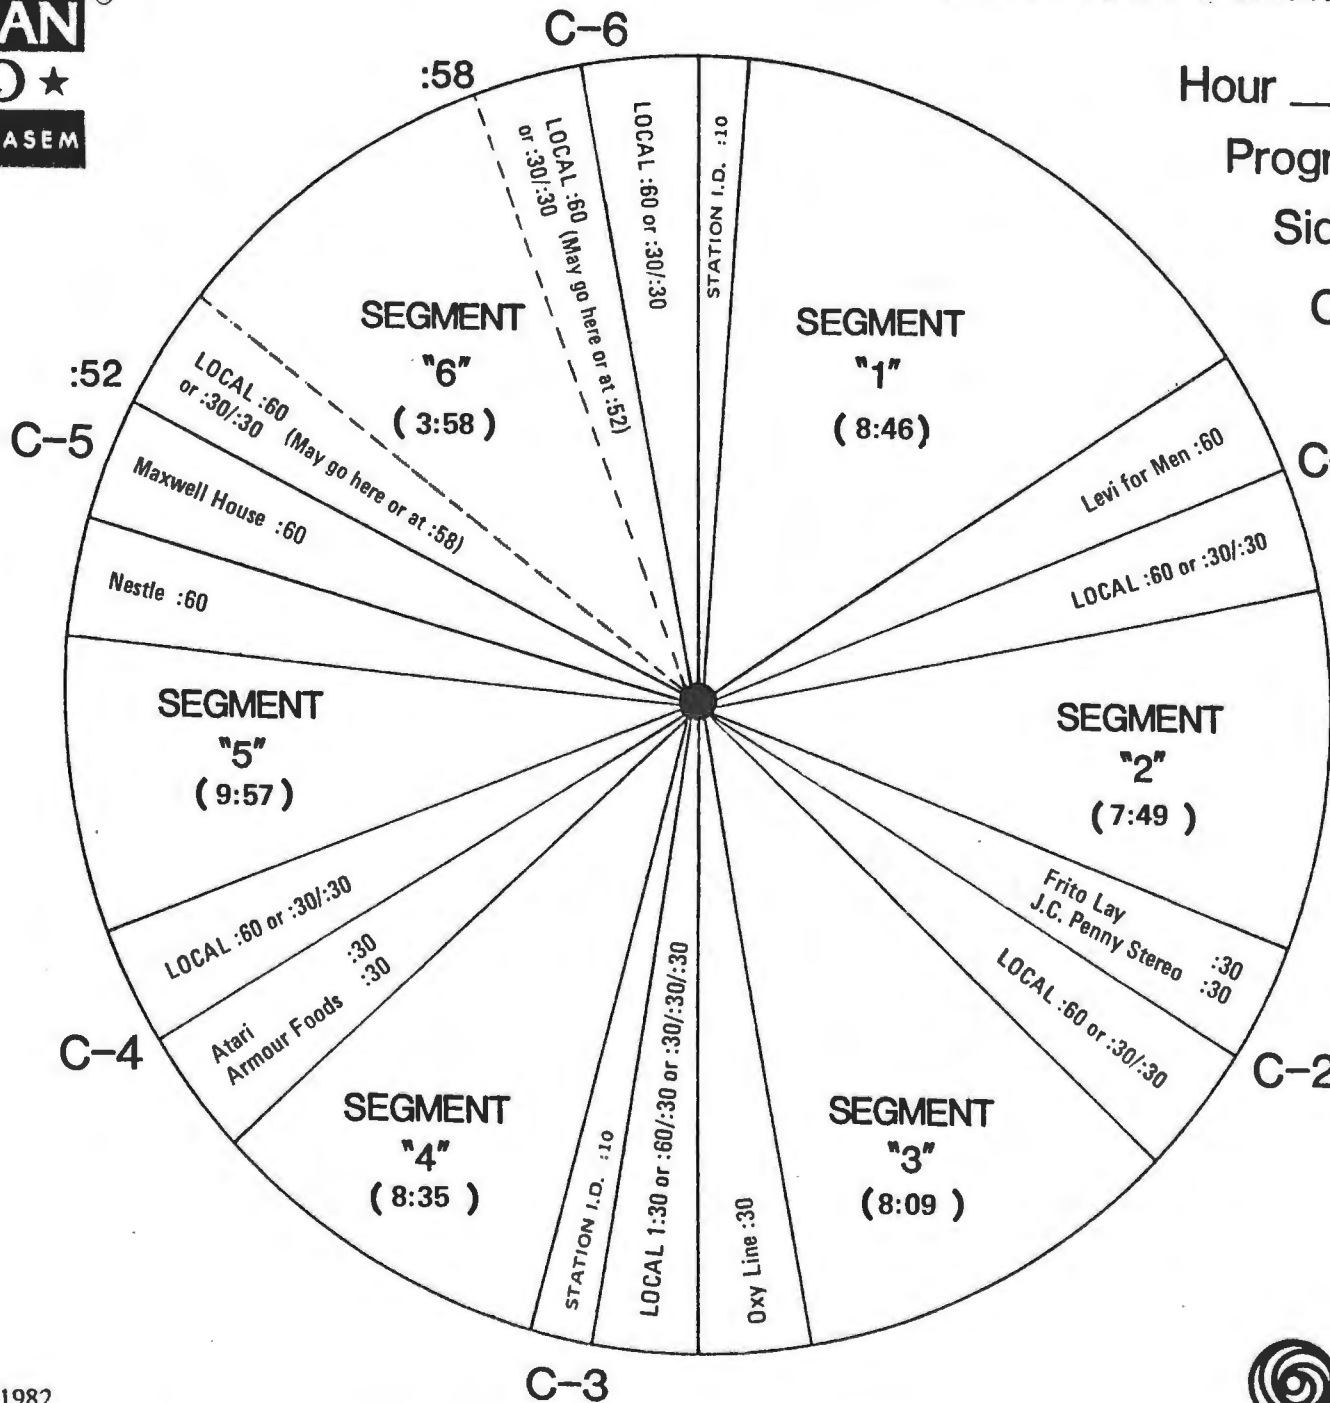 AN
★
ASEM
C-6
:58
Hour
:52
C-5
STATION I.D. :10
SEGMENT
"1"
(8:46)
Levi for Men :60
LOCAL :60 or :30/:30
SEGMENT
"2"
(7:49)
Frito Lay :30
J.C. Penny Stereo :30
C-2
LOCAL :60 or :30/:30
SEGMENT
"3"
(8:09)
Oxy Line :30
LOCAL 1:30 or :60/:30 or :30/:30/:30
C-3
STATION I.D. :10
SEGMENT
"4"
(8:35)
Atari :30
Armour Foods :30
C-4
LOCAL :60 or :30/:30
SEGMENT
"5"
(9:57)
Nestle :60
Maxwell House :60
LOCAL :60 (May go here or at :58)
or :30/:30
SEGMENT
"6"
(3:58)
LOCAL :60 (May go here or at :52)
or :30/:30
LOCAL :60 or :30/:30
1982